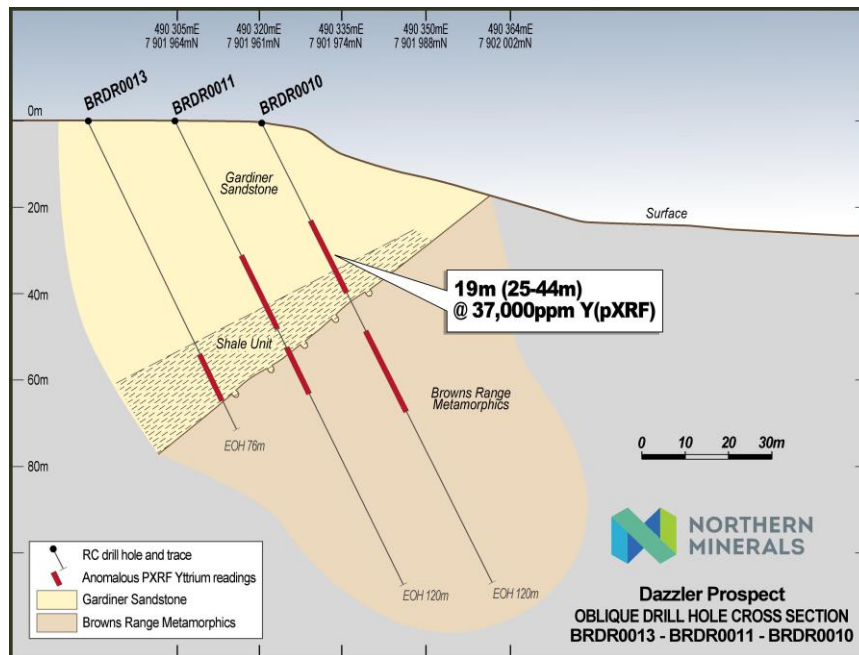 490 305mE 490 320mE 490 335mE 490 350mE 490 364mE
7 901 964mN 7 901 961mN 7 901 974mN 7 901 988mN 7 902 002mN
BRDR0013
BRDR0011
BRDR0010
0m
Gardiner
Sandstone
20m
Surface
19m (25-44m)
@ 37,000ppm Y(pXRF)
40m
Shale Unit
60m
Browns Range
Metamorphics
EOH 76m
0 10 20 30m
80m
NORTHERN
MINERALS
RC drill hole and trace
Anomalous PXRF Yttrium readings
Gardiner Sandstone
Browns Range Metamorphics
EOH 120m
EOH 120m
Dazzler Prospect
OBLIQUE DRILL HOLE CROSS SECTION
BRDR0013 - BRDR0011 - BRDR0010